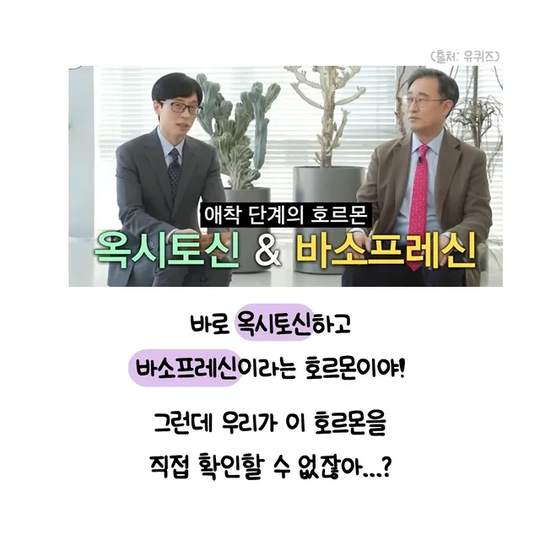 (출처: 유퀴즈)
애착 단계의 호르몬
옥시토신 & 바소프레신
바로 옥시토신하고
바소프레신이라는 호르몬이야!
그런데 우리가 이 호르몬을
직접 확인할 수 없잖아...?